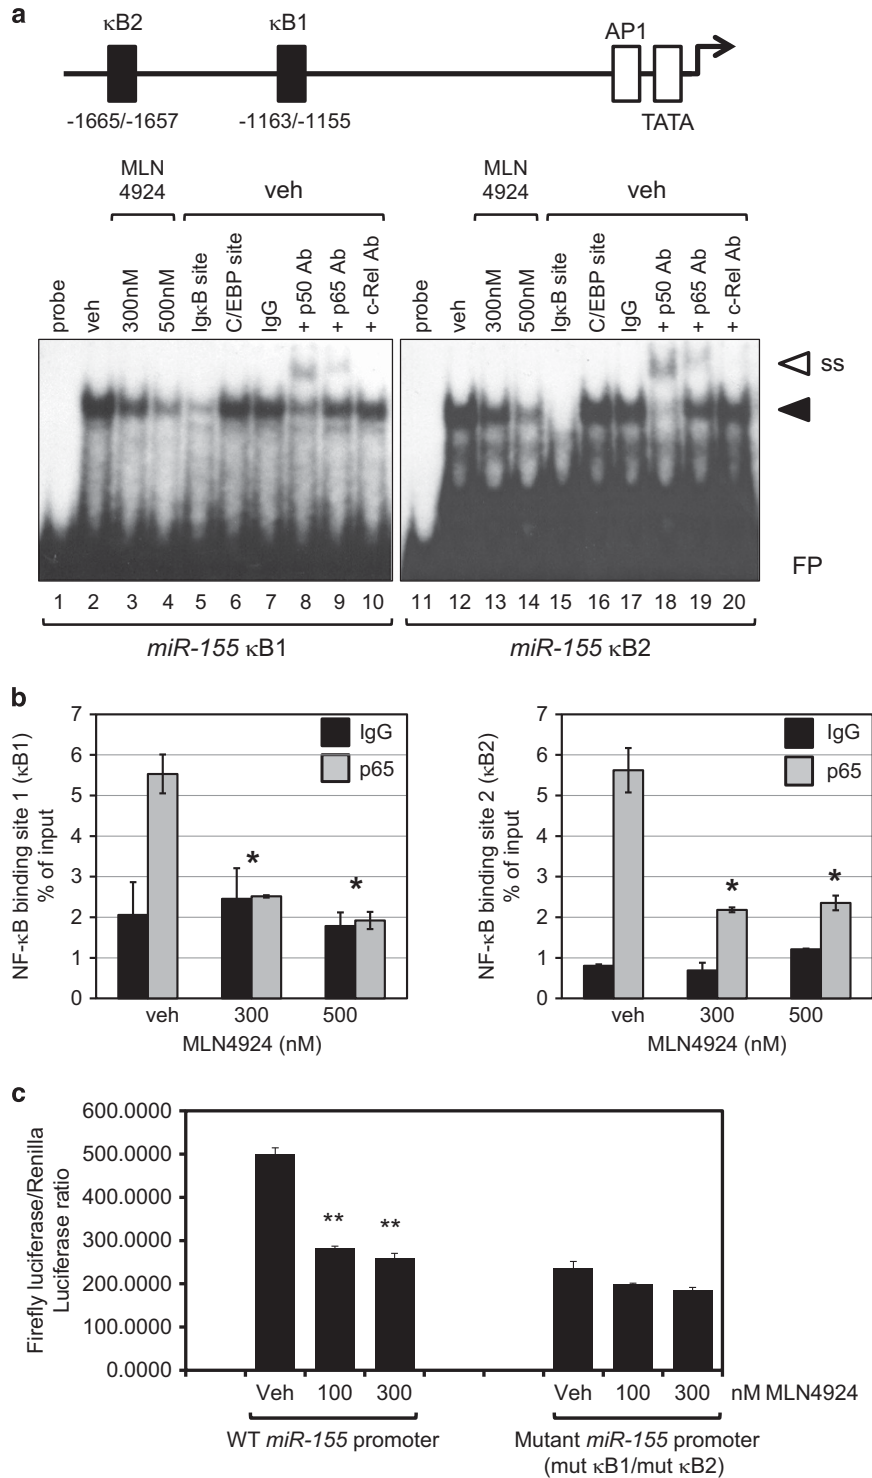 a
κB2
κB1
AP1
-1665/-1657
-1163/-1155
TATA
MLN
4924
veh
MLN
4924
veh
probe
veh
300nM
500nM
IgκB site
C/EBP site
IgG
+ p50 Ab
+ p65 Ab
+ c-Rel Ab
probe
veh
300nM
500nM
IgκB site
C/EBP site
IgG
+ p50 Ab
+ p65 Ab
+ c-Rel Ab
ss
FP
1 2 3 4 5 6 7 8 9 10
11 12 13 14 15 16 17 18 19 20
miR-155 κB1
miR-155 κB2
b
NF-κB binding site 1 (κB1)
% of input
7
6
5
4
3
2
1
0
IgG
p65
*
*
veh 300 500
MLN4924 (nM)
NF-κB binding site 2 (κB2)
% of input
7
6
5
4
3
2
1
0
IgG
p65
*
*
veh 300 500
MLN4924 (nM)
c
Firefly luciferase/Renilla
Luciferase ratio
600.0000
500.0000
400.0000
300.0000
200.0000
100.0000
0.0000
**
**
Veh 100 300 Veh 100 300 nM MLN4924
WT miR-155 promoter
Mutant miR-155 promoter
(mut κB1/mut κB2)